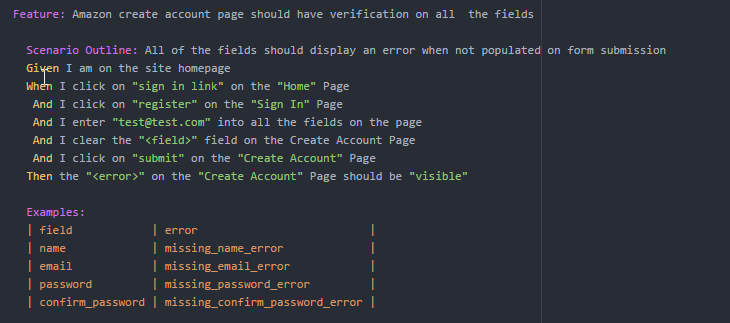 Feature: Amazon create account page should have verification on all  the fields
Scenario Outline: All of the fields should display an error when not populated on form submission
Given I am on the site homepage
When I click on "sign in link" on the "Home" Page
And I click on "register" on the "Sign In" Page
And I enter "test@test.com" into all the fields on the page
And I clear the "<field>" field on the Create Account Page
And I click on "submit" on the "Create Account" Page
Then the "<error>" on the "Create Account" Page should be "visible"
Examples:
| field | error |
| name | missing_name_error |
| email | missing_email_error |
| password | missing_password_error |
| confirm_password | missing_confirm_password_error |